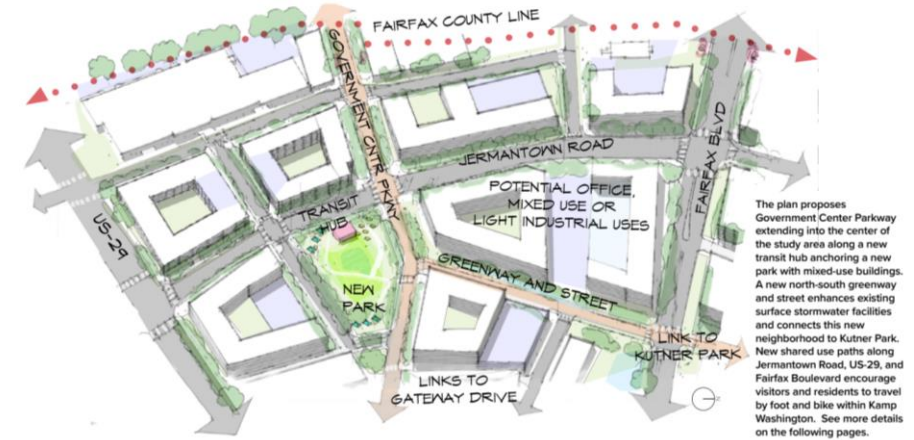 FAIRFAX COUNTY LINE
GOVERNMENT CNTR PKWY
JERMANTOWN ROAD
FAIRFAX BLVD
POTENTIAL OFFICE,
MIXED USE OR
LIGHT INDUSTRIAL USES
TRANSIT
HUB
US-29
NEW
PARK
GREENWAY AND STREET
LINK TO
KUTNER PARK
LINKS TO
GATEWAY DRIVE
N
The plan proposes
Government Center Parkway
extending into the center of
the study area along a new
transit hub anchoring a new
park with mixed-use buildings.
A new north-south greenway
and street enhances existing
surface stormwater facilities
and connects this new
neighborhood to Kutner Park.
New shared use paths along
Jermantown Road, US-29, and
Fairfax Boulevard encourage
visitors and residents to travel
by foot and bike within Kamp
Washington. See more details
on the following pages.